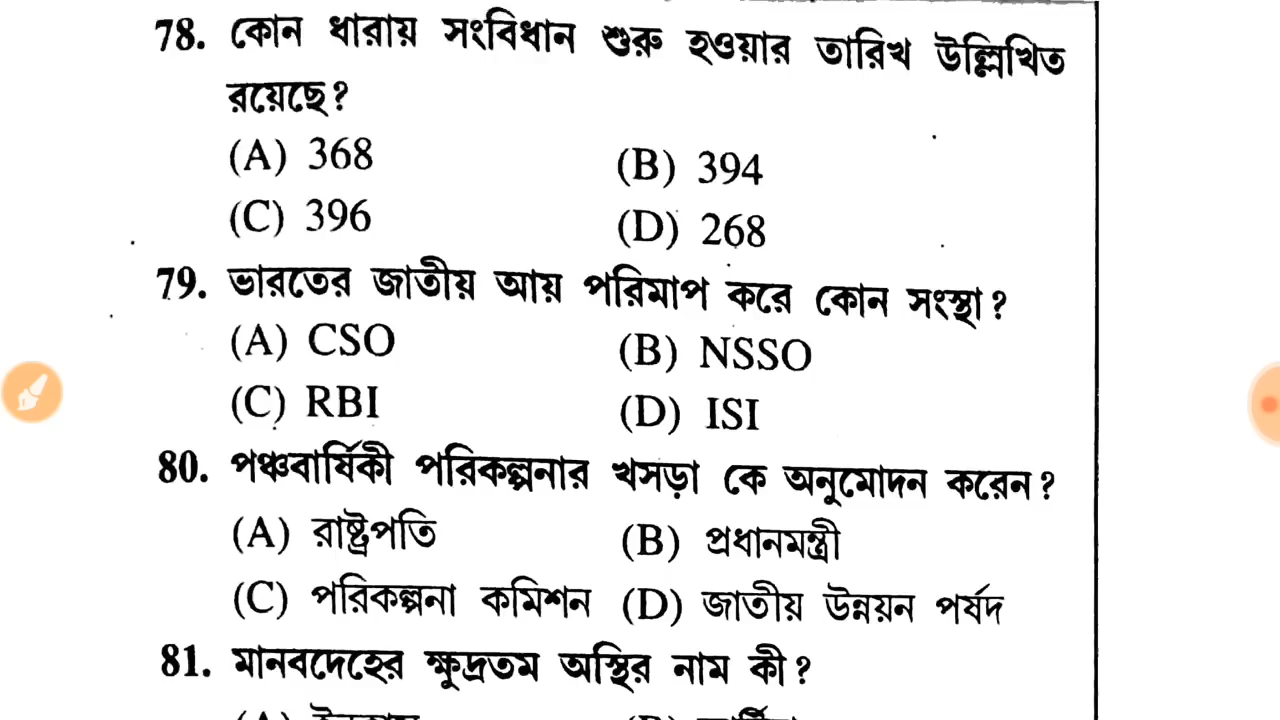 78. কোন ধারায় সংবিধান শুরু হওয়ার তারিখ উল্লিখিত
রয়েছে?
(A) 368 (B) 394
(C) 396 (D) 268
79. ভারতের জাতীয় আয় পরিমাপ করে কোন সংস্থা?
(A) CSO (B) NSSO
(C) RBI (D) ISI
80. পঞ্চবার্ষিকী পরিকল্পনার খসড়া কে অনুমোদন করেন?
(A) রাষ্ট্রপতি (B) প্রধানমন্ত্রী
(C) পরিকল্পনা কমিশন (D) জাতীয় উন্নয়ন পর্ষদ
81. মানবদেহের ক্ষুদ্রতম অস্থির নাম কী?
(A) (B)